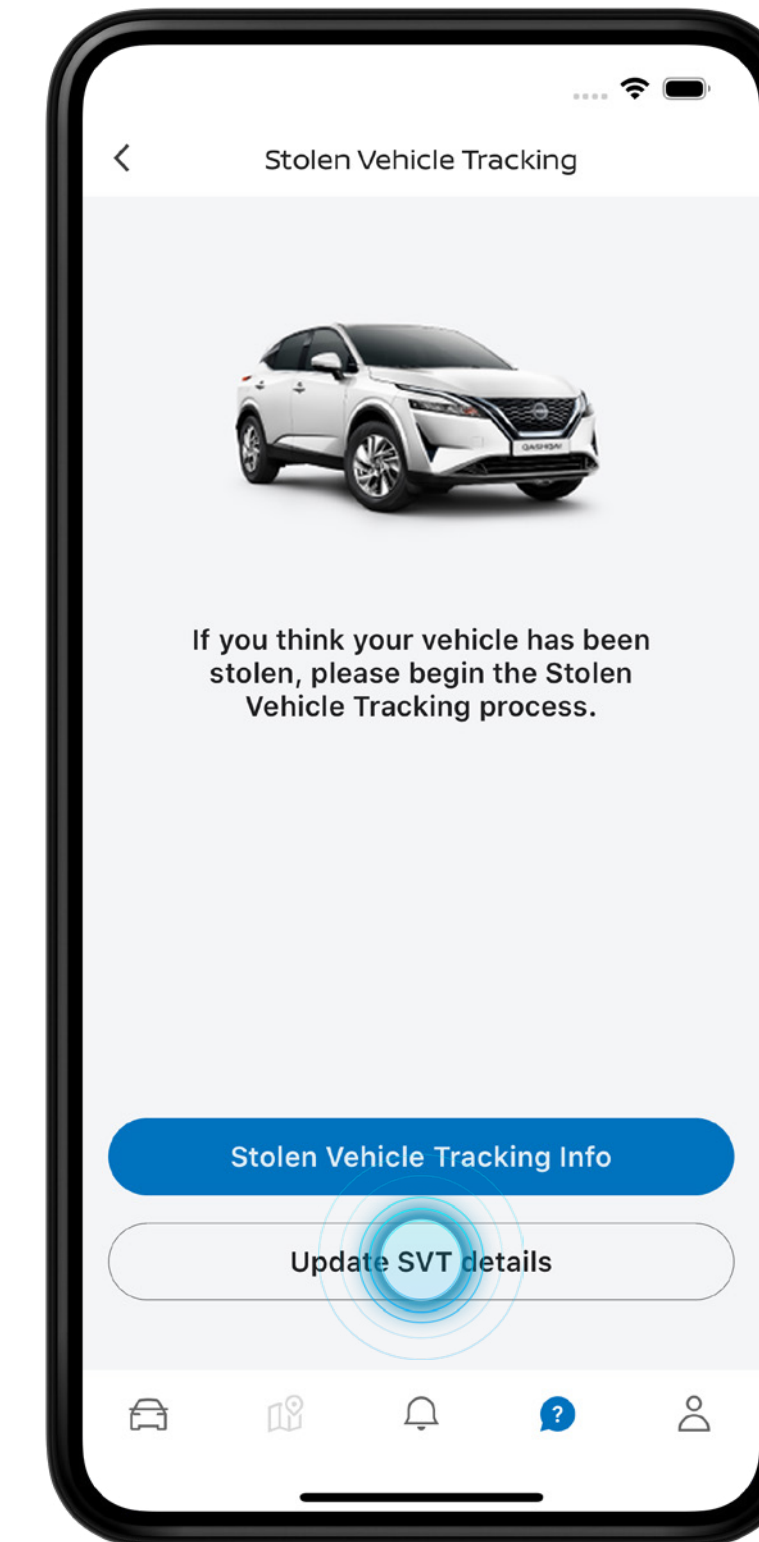 Stolen Vehicle Tracking
QASHQAI
If you think your vehicle has been
stolen, please begin the Stolen
Vehicle Tracking process.
Stolen Vehicle Tracking Info
Update SVT details
?